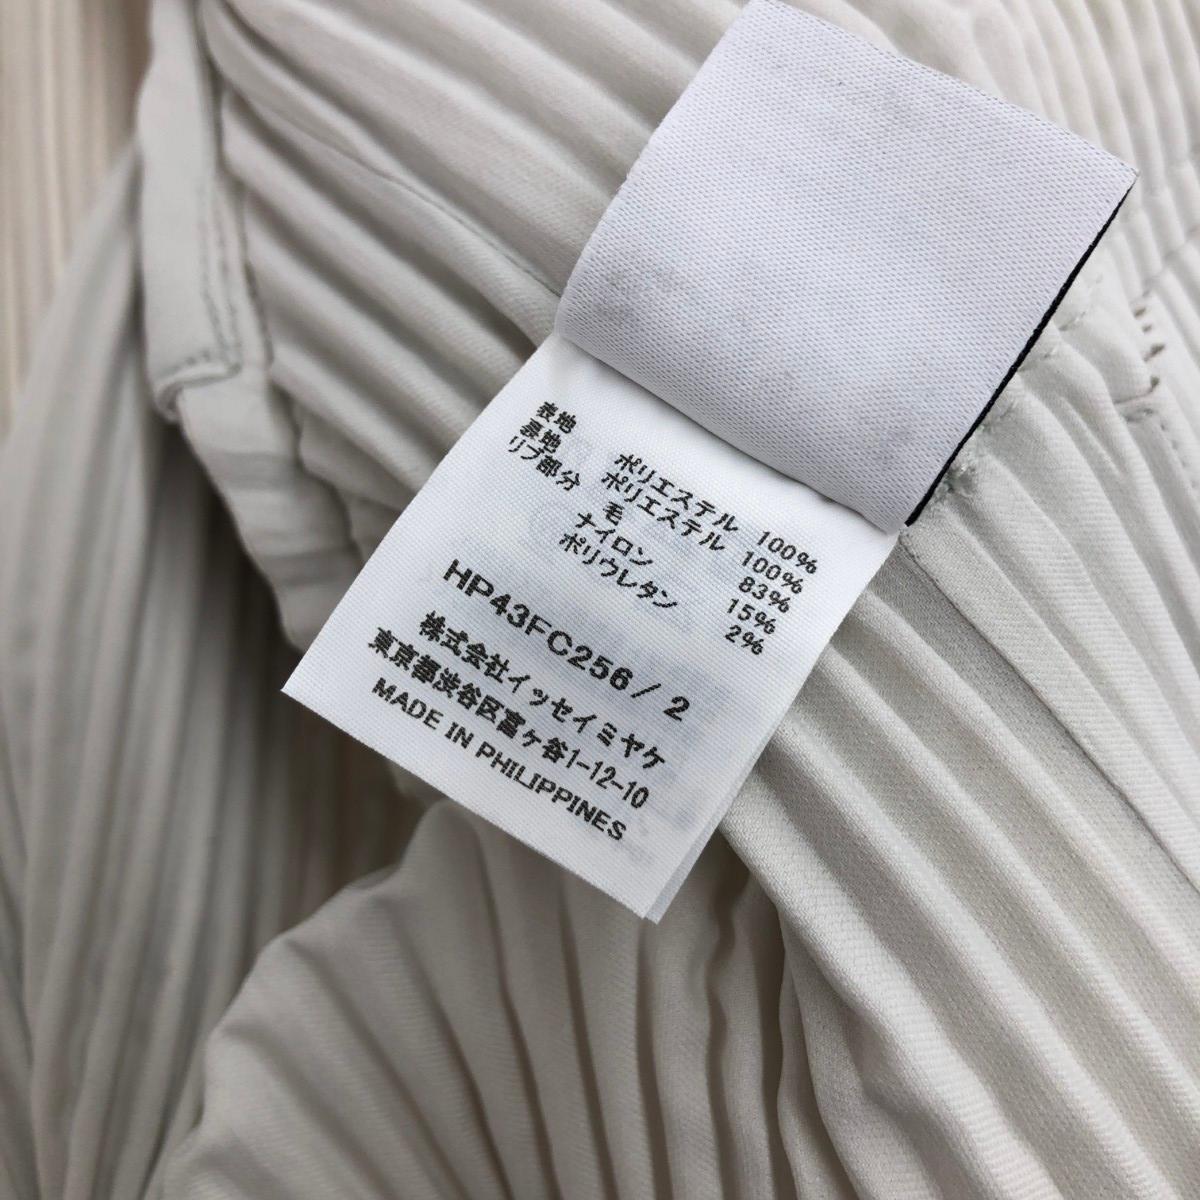 表地 ポリエステル 100%
裏地 ポリエステル 100%
リブ部分 毛 83%
ナイロン 15%
ポリウレタン 2%
HP43FC256/2
株式会社イッセイミヤケ
東京都渋谷区富ヶ谷1-12-10
MADE IN PHILIPPINES